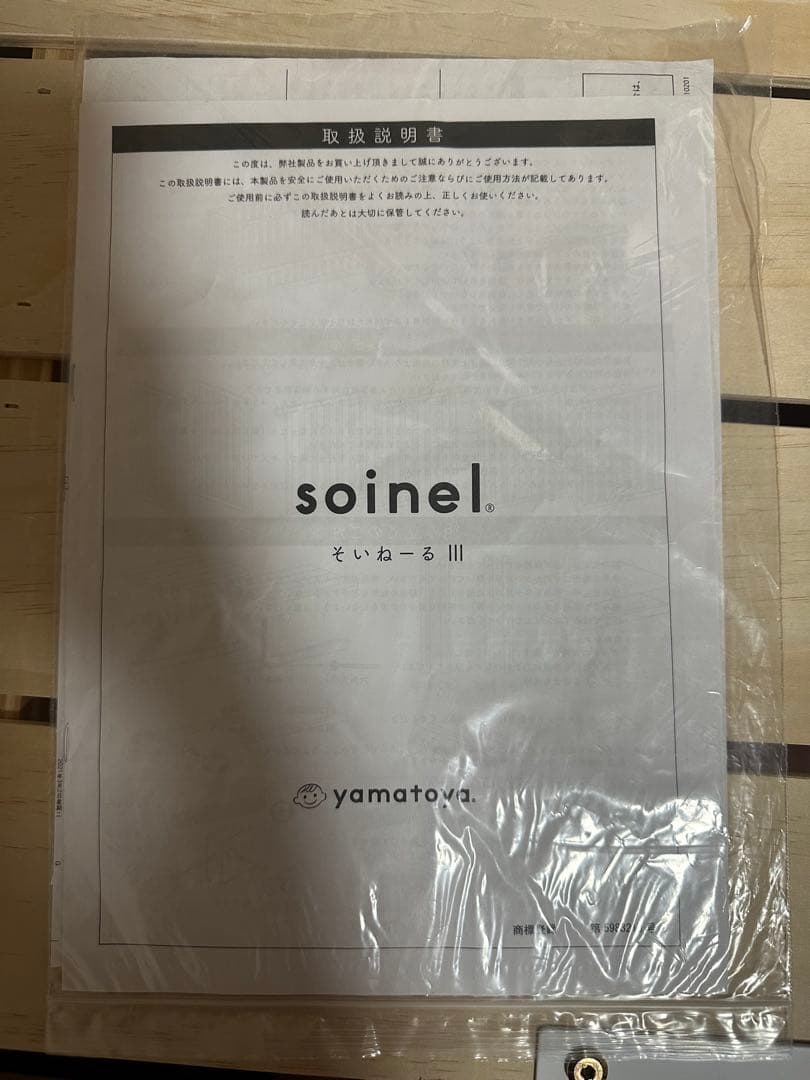 取扱説明書
この度は、弊社製品をお買い上げ頂きまして誠にありがとうございます。
この取扱説明書には、本製品を安全にご使用いただくためのご注意ならびにご使用方法が記載してあります。
ご使用前に必ずこの取扱説明書をよくお読みの上、正しくお使いください。
読んだあとは大切に保管してください。
soinel®
そいねーる III
yamatoya®
商標登録
10201